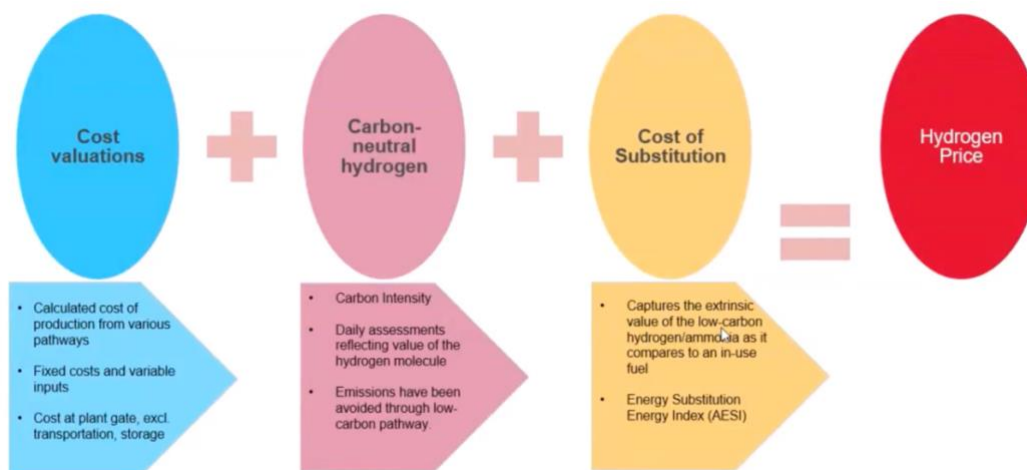 Cost
valuations
Carbon-
neutral
hydrogen
Cost of
Substitution
Hydrogen
Price
• Calculated cost of
production from various
pathways
• Fixed costs and variable
inputs
• Cost at plant gate, excl.
transportation, storage
• Carbon Intensity
• Daily assessments
reflecting value of the
hydrogen molecule
• Emissions have been
avoided through low-
carbon pathway.
• Captures the extrinsic
value of the low-carbon
hydrogen/ammonia as it
compares to an in-use
fuel
• Energy Substitution
Energy Index (AESI)